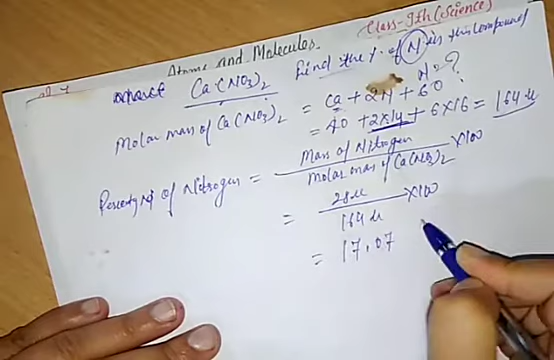 Class-9th (Science)
Atoms and Molecules.
Ca(NO3)2 Find the % of N in this compound
N = ?
Molar mass of Ca(NO3)2 = Ca + 2N + 6O
= 40 + 2×14 + 6×16 = 164u
Percentage of Nitrogen = Mass of Nitrogen / Molar mass of Ca(NO3)2 ×100
= 28u / 164u ×100
= 17.07